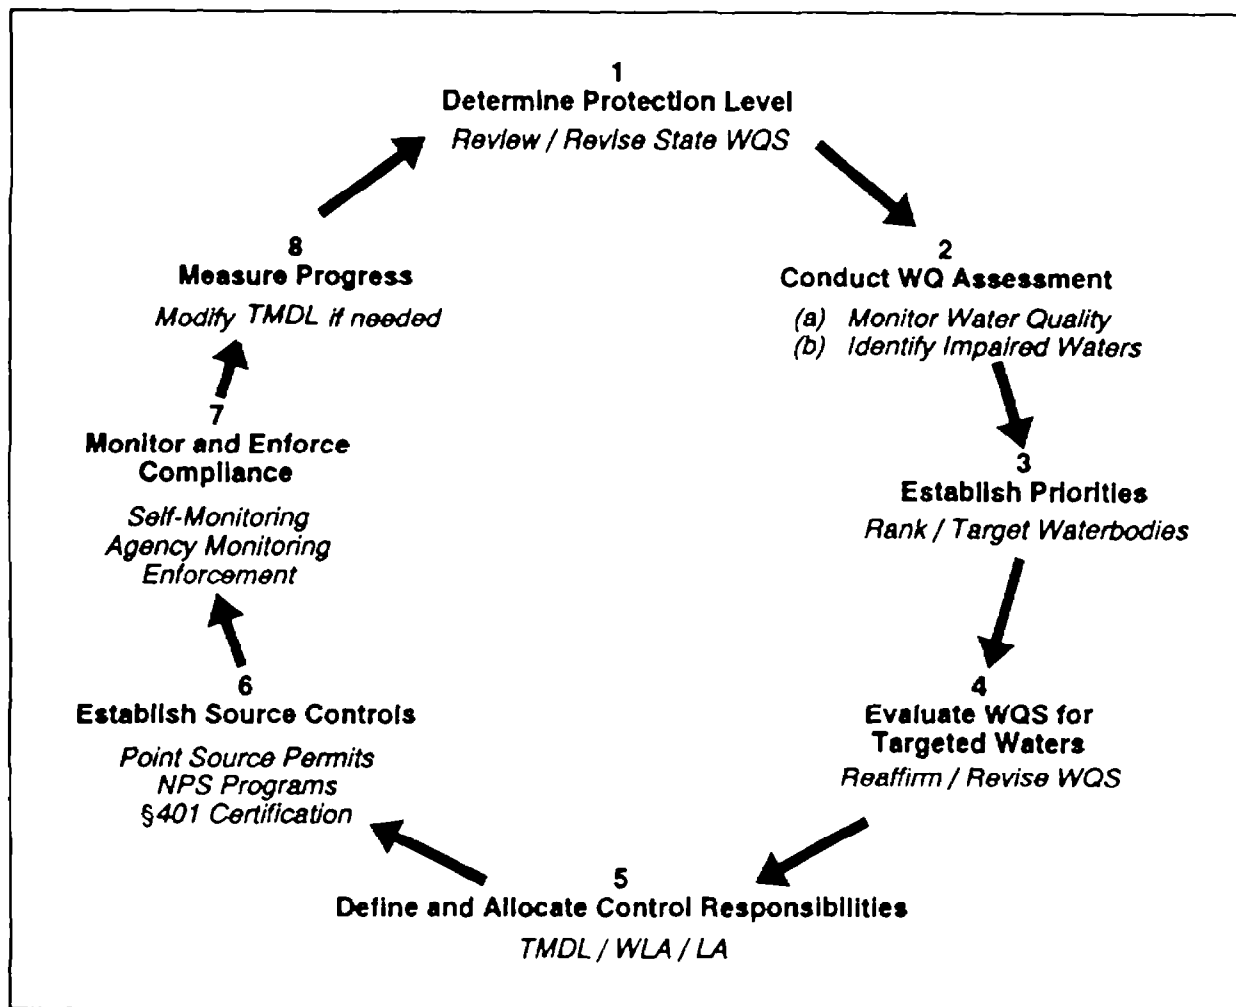 1
Determine Protection Level
Review / Revise State WQS
2
Conduct WQ Assessment
(a) Monitor Water Quality
(b) Identify Impaired Waters
3
Establish Priorities
Rank / Target Waterbodies
4
Evaluate WQS for
Targeted Waters
Reaffirm / Revise WQS
5
Define and Allocate Control Responsibilities
TMDL / WLA / LA
6
Establish Source Controls
Point Source Permits
NPS Programs
§401 Certification
7
Monitor and Enforce
Compliance
Self-Monitoring
Agency Monitoring
Enforcement
8
Measure Progress
Modify TMDL if needed